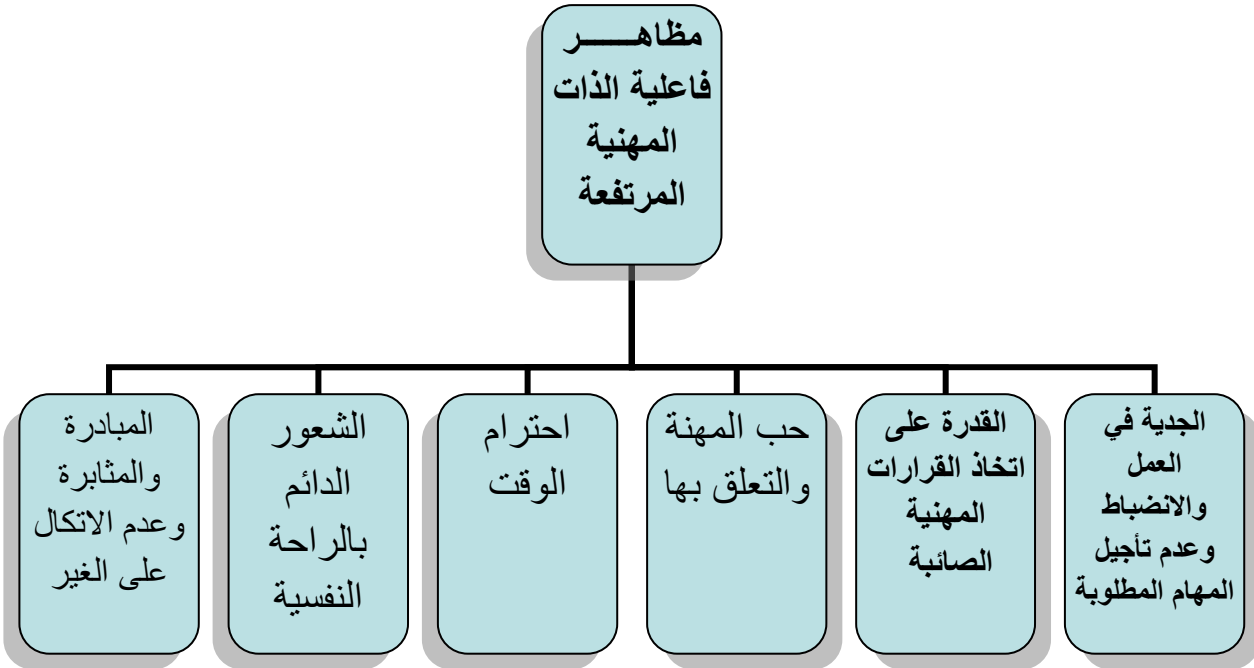 مظاهـــــــر
فاعلية الذات
المهنية
المرتفعة
الجدية في
العمل
والانضباط
وعدم تأجيل
المهام المطلوبة
القدرة على
اتخاذ القرارات
المهنية
الصائبة
حب المهنة
والتعلق بها
احترام
الوقت
الشعور
الدائم
بالراحة
النفسية
المبادرة
والمثابرة
وعدم الاتكال
على الغير